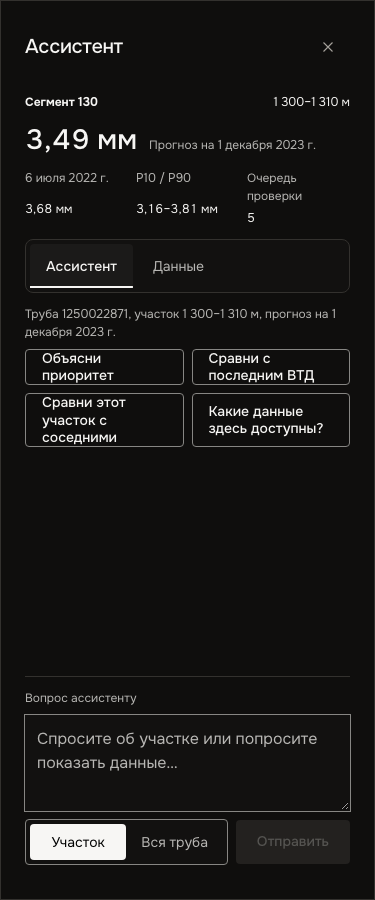 Ассистент
Сегмент 130
1 300–1 310 м
3,49 мм
Прогноз на 1 декабря 2023 г.
6 июля 2022 г.
P10 / P90
Очередь
проверки
3,68 мм
3,16–3,81 мм
5
Ассистент
Данные
Труба 1250022871, участок 1 300–1 310 м, прогноз на 1
декабря 2023 г.
Объясни
приоритет
Сравни с
последним ВТД
Сравни этот
участок с
соседними
Какие данные
здесь доступны?
Вопрос ассистенту
Спросите об участке или попросите
показать данные...
Участок
Вся труба
Отправить